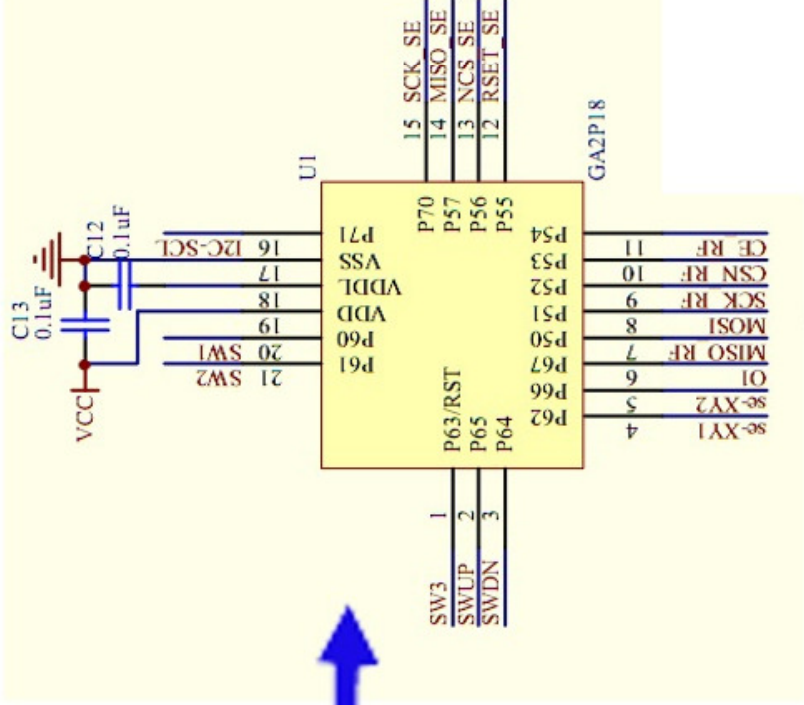 15 SCK_SE
14 MISO_SE
13 NCS_SE
12 RSET_SE
U1
GA2P18
P70
P57
P56
P55
C12
0.1uF
C13
0.1uF
VCC
I2C-SCL 16 P71
17 VSS
18 VDDL
19 VDD
SW1 20 P60
SW2 21 P61
P54 11 CE_RF
P53 10 CSN_RF
P52 9 SCK_RF
P51 8 MOSI
P50 7 MISO_RF
P67 6 O1
P66 5 se-XY2
P62 4 se-XY1
P63/RST
P65
P64
1 SW3
2 SWUP
3 SWDN